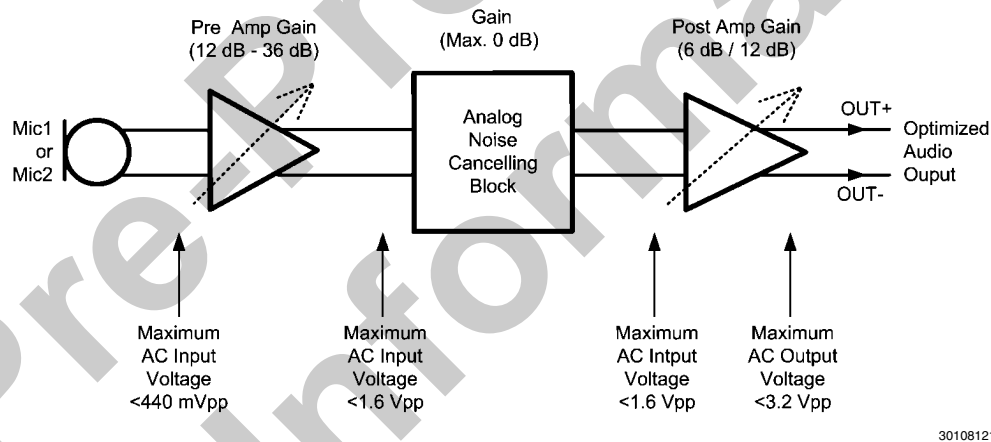 Pre Amp Gain
(12 dB - 36 dB)
Gain
(Max. 0 dB)
Post Amp Gain
(6 dB / 12 dB)
Mic1
or
Mic2
Analog
Noise
Cancelling
Block
OUT+
OUT-
Optimized
Audio
Ouput
Maximum
AC Input
Voltage
<440 mVpp
Maximum
AC Input
Voltage
<1.6 Vpp
Maximum
AC Intput
Voltage
<1.6 Vpp
Maximum
AC Output
Voltage
<3.2 Vpp
30108121